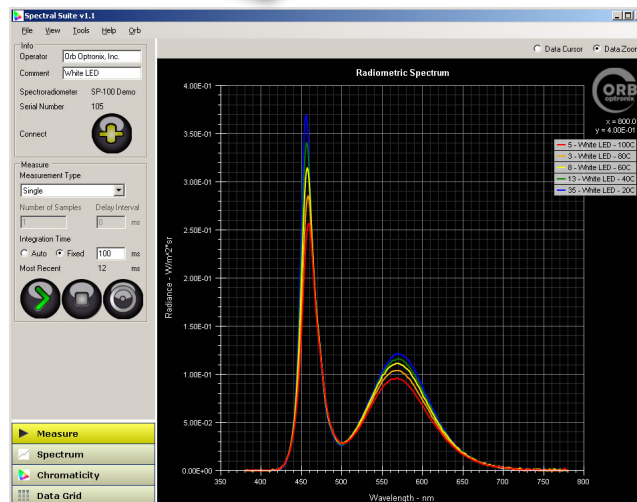 Spectral Suite v1.1
File View Tools Help Orb
Info
Operator Orb Optronix, Inc.
Comment White LED
Spectroradiometer SP-100 Demo
Serial Number 105
Connect
Measure
Measurement Type
Single
Number of Samples Delay Interval
1 0 ms
Integration Time
Auto Fixed 100 ms
Most Recent 12 ms
Measure
Spectrum
Chromaticity
Data Grid
Data Cursor Data Zoom
Radiometric Spectrum
ORB
optronix
x = 800.0
y = 4.00E-01
5 - White LED - 100C
3 - White LED - 80C
8 - White LED - 60C
13 - White LED - 40C
35 - White LED - 20C
Radiance - W/m^2*sr
4.00E-01
3.50E-01
3.00E-01
2.50E-01
2.00E-01
1.50E-01
1.00E-01
5.00E-02
0.00E+00
350 400 450 500 550 600 650 700 750 800
Wavelength - nm